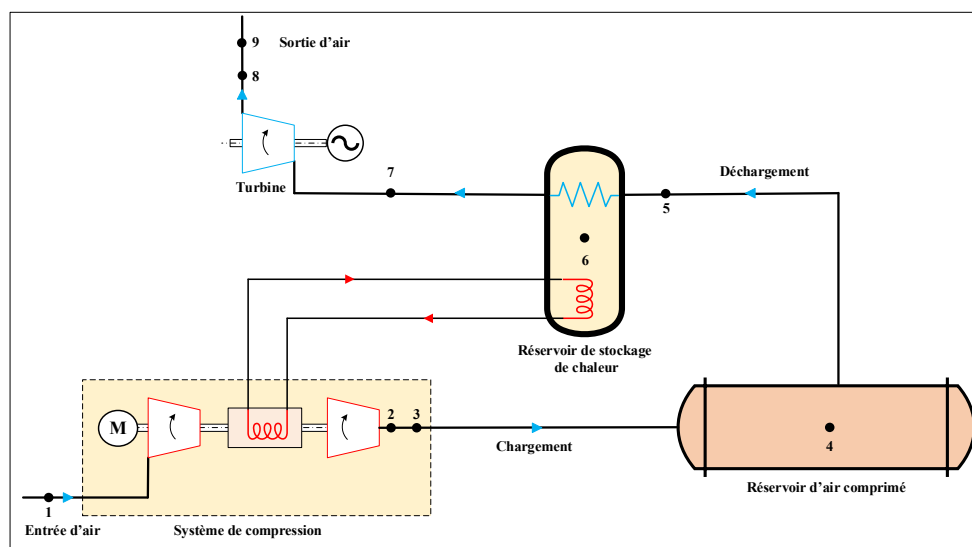 9 Sortie d'air
8
7
Turbine
Déchargement
5
6
Réservoir de stockage
de chaleur
M
2 3
Chargement
4
1
Entrée d'air
Système de compression
Réservoir d'air comprimé